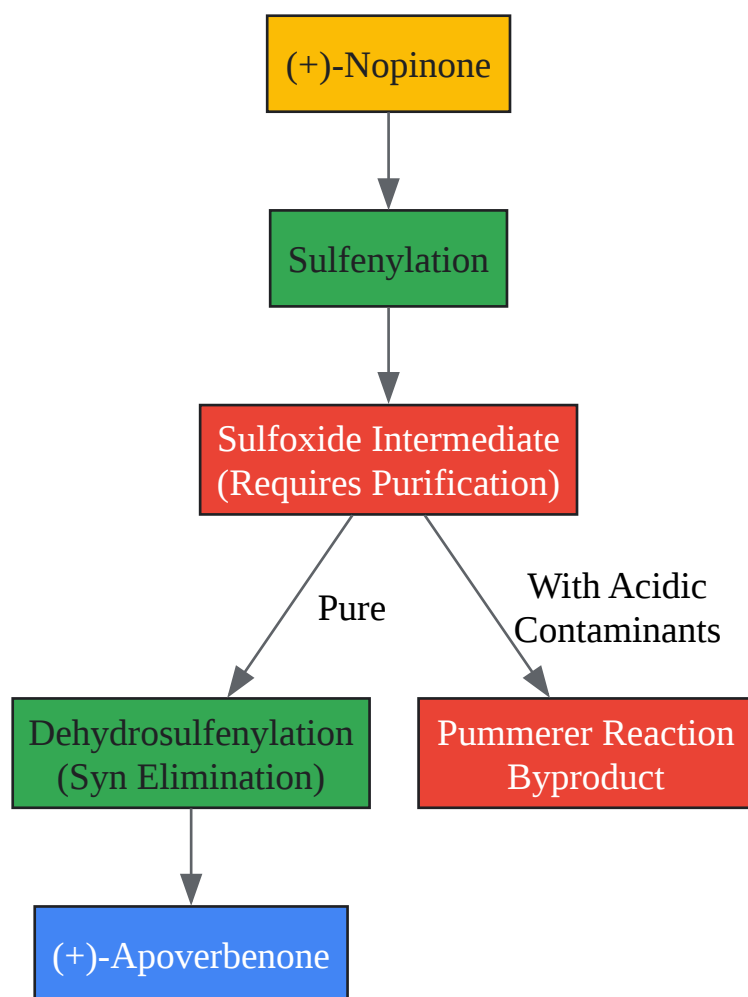 (+)-Nopinone
Sulfenylation
Sulfoxide Intermediate
(Requires Purification)
Pure
With Acidic
Contaminants
Dehydrosulfenylation
(Syn Elimination)
Pummerer Reaction
Byproduct
(+)-Apoverbenone